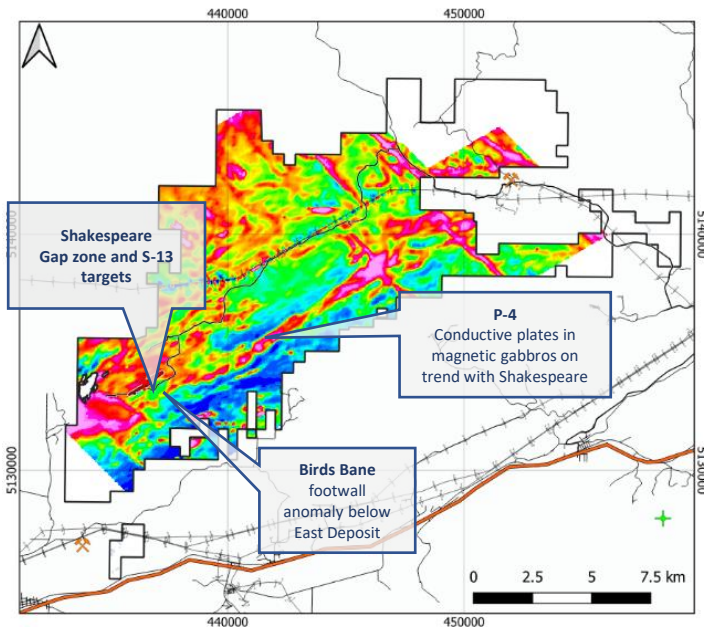 440000
450000
5140000
5140000
Shakespeare
Gap zone and S-13
targets
P-4
Conductive plates in
magnetic gabbros on
trend with Shakespeare
5130000
5130000
Birds Bane
footwall
anomaly below
East Deposit
0 2.5 5 7.5 km
440000
450000